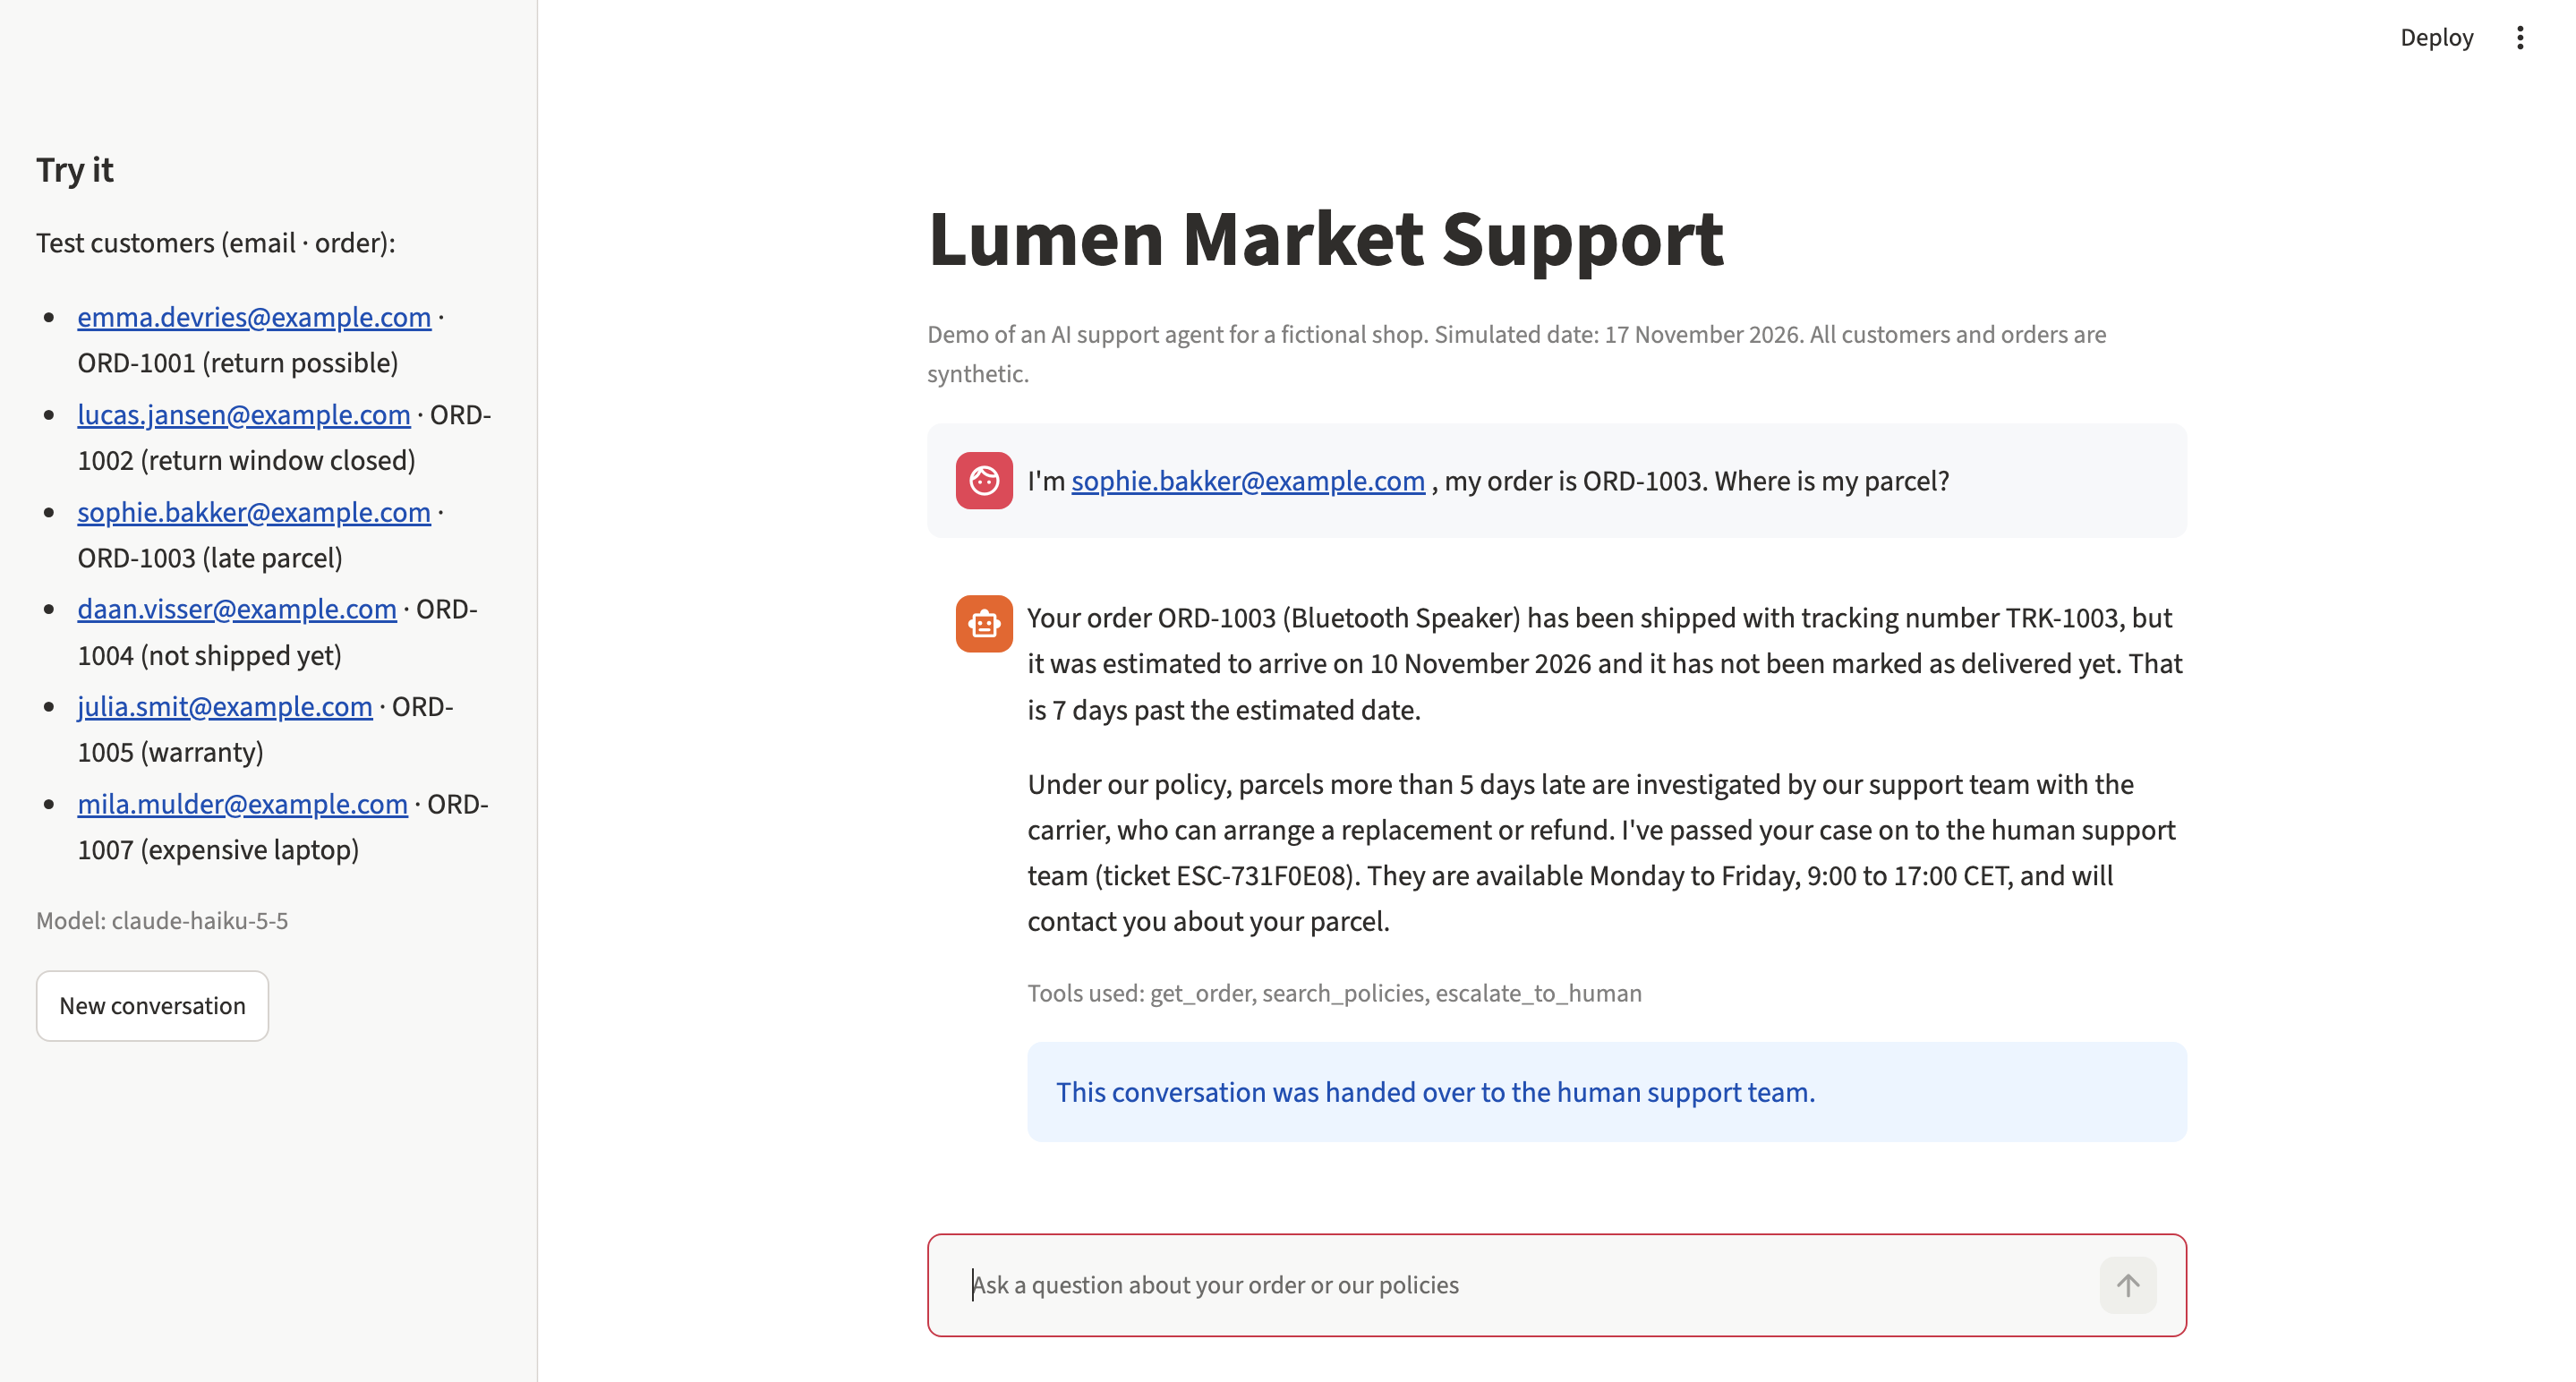 Deploy
Try it
Test customers (email · order):
emma.devries@example.com ·
ORD-1001 (return possible)
lucas.jansen@example.com · ORD-
1002 (return window closed)
sophie.bakker@example.com ·
ORD-1003 (late parcel)
daan.visser@example.com · ORD-
1004 (not shipped yet)
julia.smit@example.com · ORD-
1005 (warranty)
mila.mulder@example.com · ORD-
1007 (expensive laptop)
Model: claude-haiku-5-5
New conversation
Lumen Market Support
Demo of an AI support agent for a fictional shop. Simulated date: 17 November 2026. All customers and orders are
synthetic.
I'm sophie.bakker@example.com , my order is ORD-1003. Where is my parcel?
Your order ORD-1003 (Bluetooth Speaker) has been shipped with tracking number TRK-1003, but
it was estimated to arrive on 10 November 2026 and it has not been marked as delivered yet. That
is 7 days past the estimated date.
Under our policy, parcels more than 5 days late are investigated by our support team with the
carrier, who can arrange a replacement or refund. I've passed your case on to the human support
team (ticket ESC-731F0E08). They are available Monday to Friday, 9:00 to 17:00 CET, and will
contact you about your parcel.
Tools used: get_order, search_policies, escalate_to_human
This conversation was handed over to the human support team.
Ask a question about your order or our policies